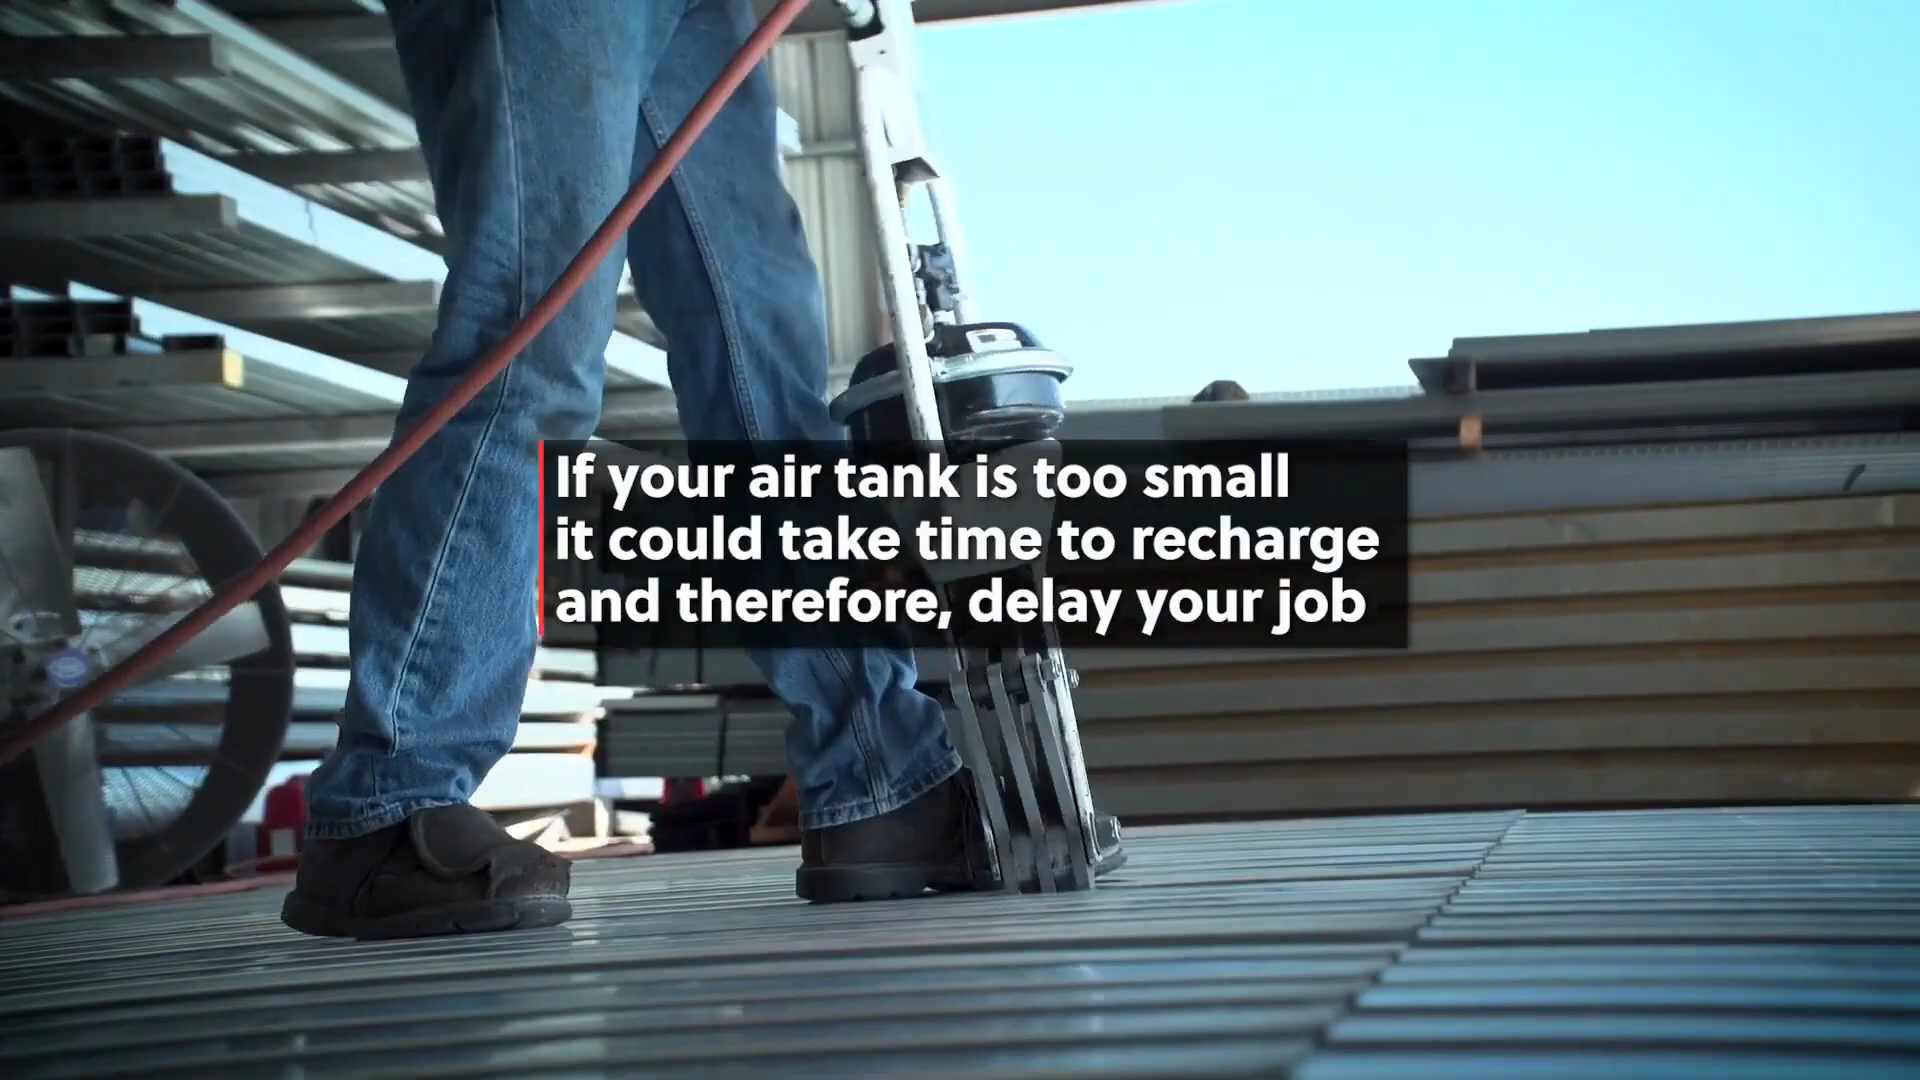 If your air tank is too small
it could take time to recharge
and therefore, delay your job